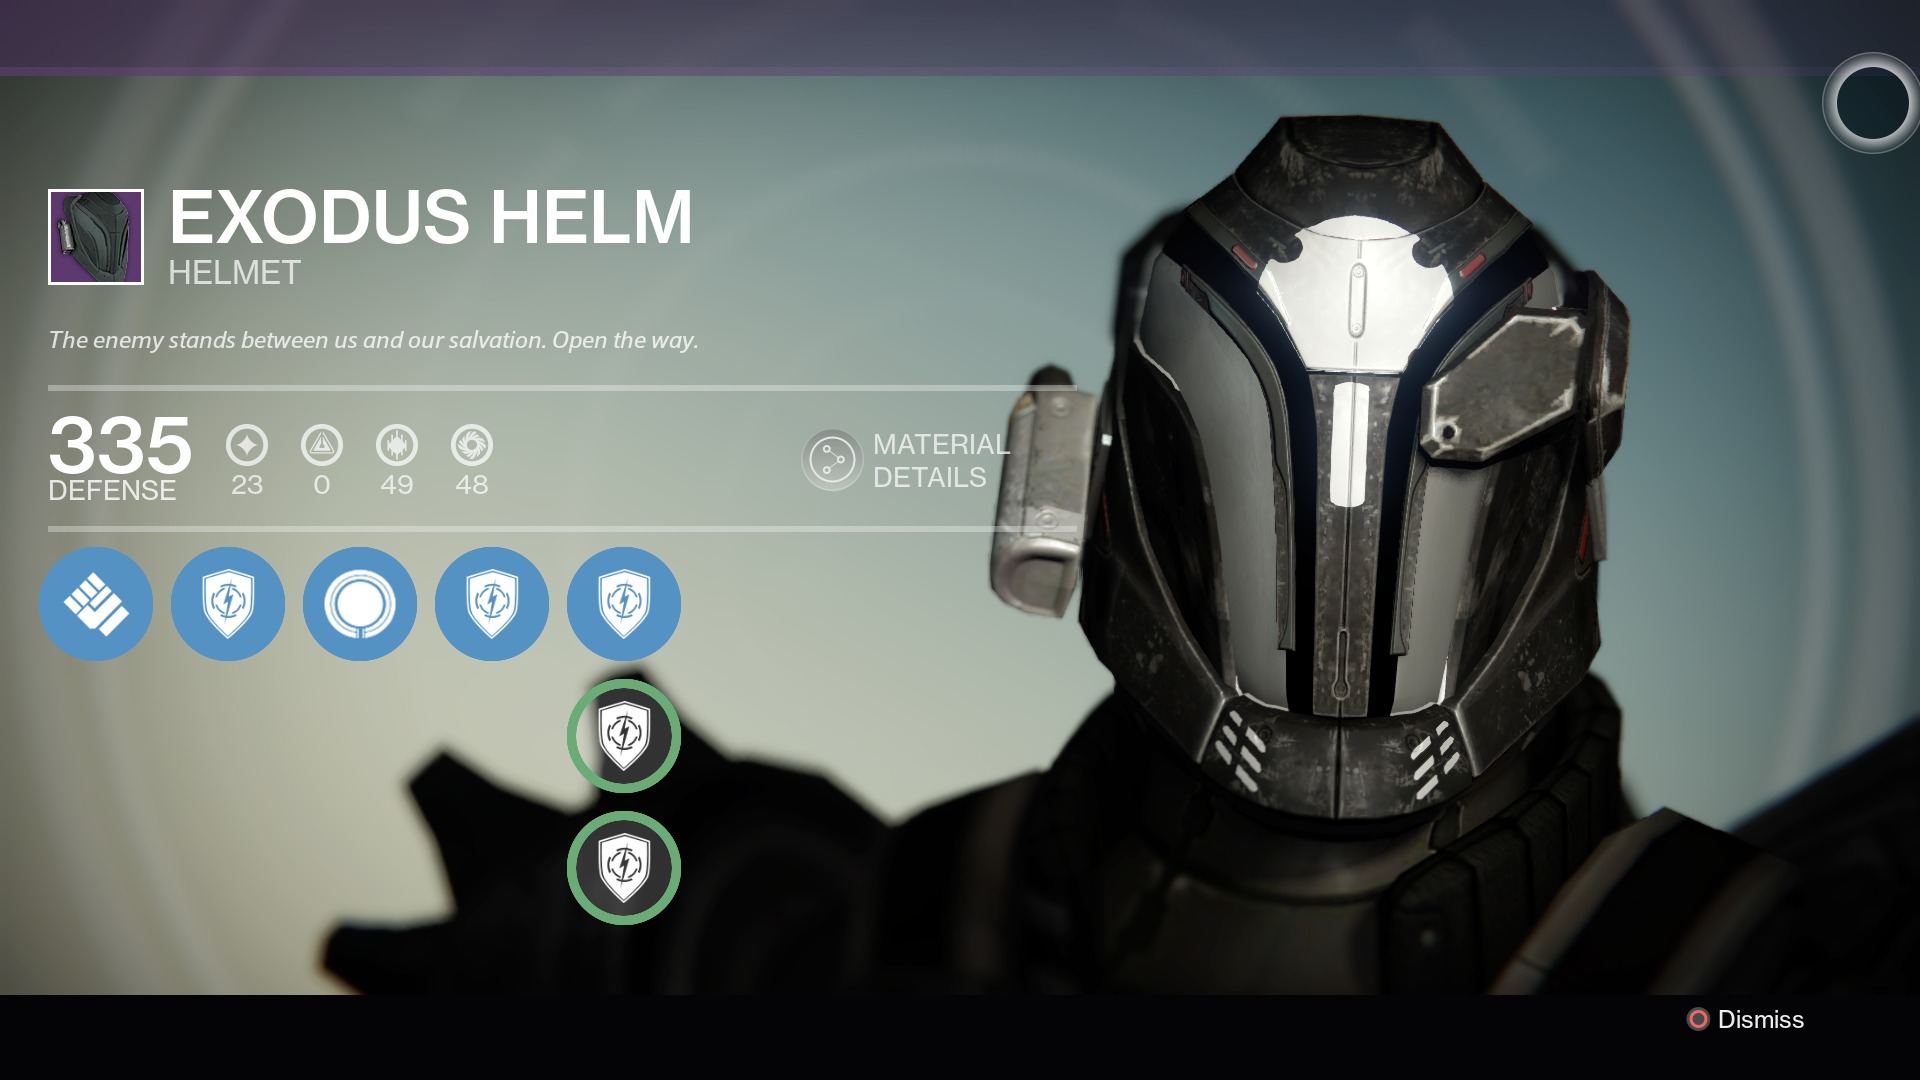 EXODUS HELM
HELMET
The enemy stands between us and our salvation. Open the way.
335
DEFENSE
23 0 49 48
MATERIAL
DETAILS
Dismiss